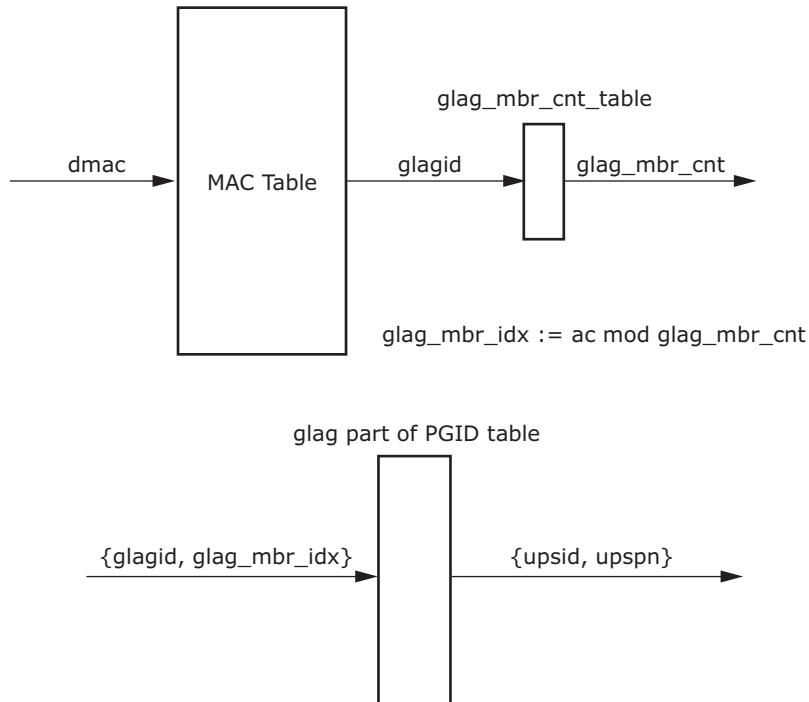 glag_mbr_cnt_table
dmac
MAC Table
glagid
glag_mbr_cnt
glag_mbr_idx := ac mod glag_mbr_cnt
glag part of PGID table
{glagid, glag_mbr_idx}
{upsid, upspn}